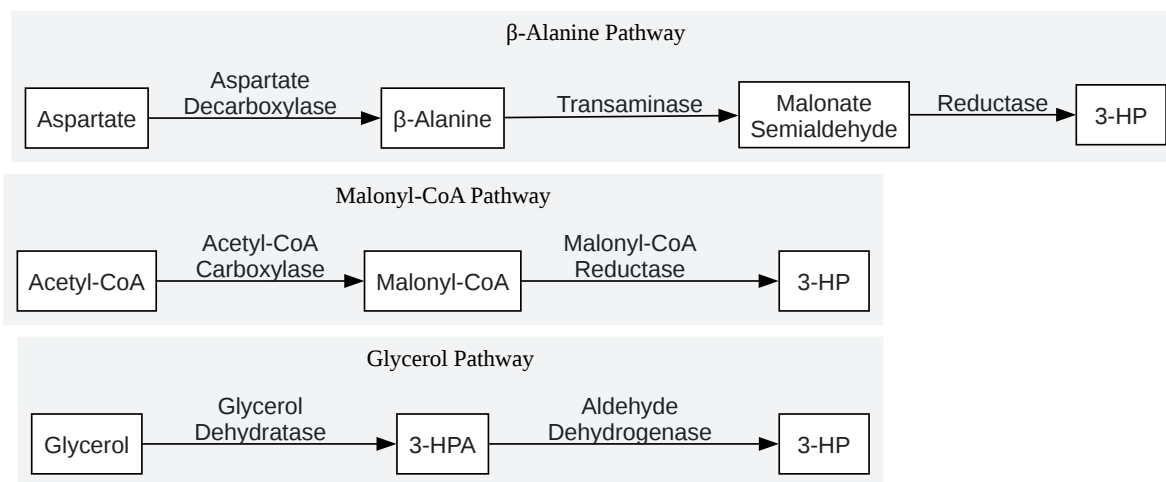 β-Alanine Pathway
Aspartate
Aspartate
Decarboxylase
β-Alanine
Transaminase
Malonate
Semialdehyde
Reductase
3-HP
Malonyl-CoA Pathway
Acetyl-CoA
Acetyl-CoA
Carboxylase
Malonyl-CoA
Malonyl-CoA
Reductase
3-HP
Glycerol Pathway
Glycerol
Glycerol
Dehydratase
3-HPA
Aldehyde
Dehydrogenase
3-HP